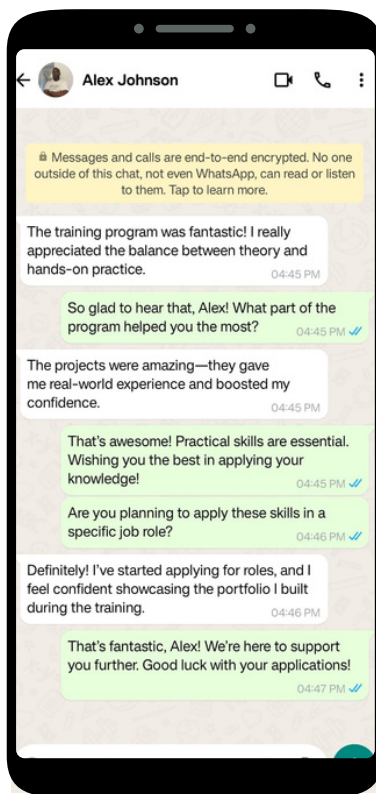 Alex Johnson
Messages and calls are end-to-end encrypted. No one
outside of this chat, not even WhatsApp, can read or listen
to them. Tap to learn more.
The training program was fantastic! I really
appreciated the balance between theory and
hands-on practice.
04:45 PM
So glad to hear that, Alex! What part of the
program helped you the most?
04:45 PM
The projects were amazing—they gave
me real-world experience and boosted my
confidence.
04:45 PM
That's awesome! Practical skills are essential.
Wishing you the best in applying your
knowledge!
04:45 PM
Are you planning to apply these skills in a
specific job role?
04:46 PM
Definitely! I've started applying for roles, and I
feel confident showcasing the portfolio I built
during the training.
04:46 PM
That's fantastic, Alex! We're here to support
you further. Good luck with your applications!
04:47 PM